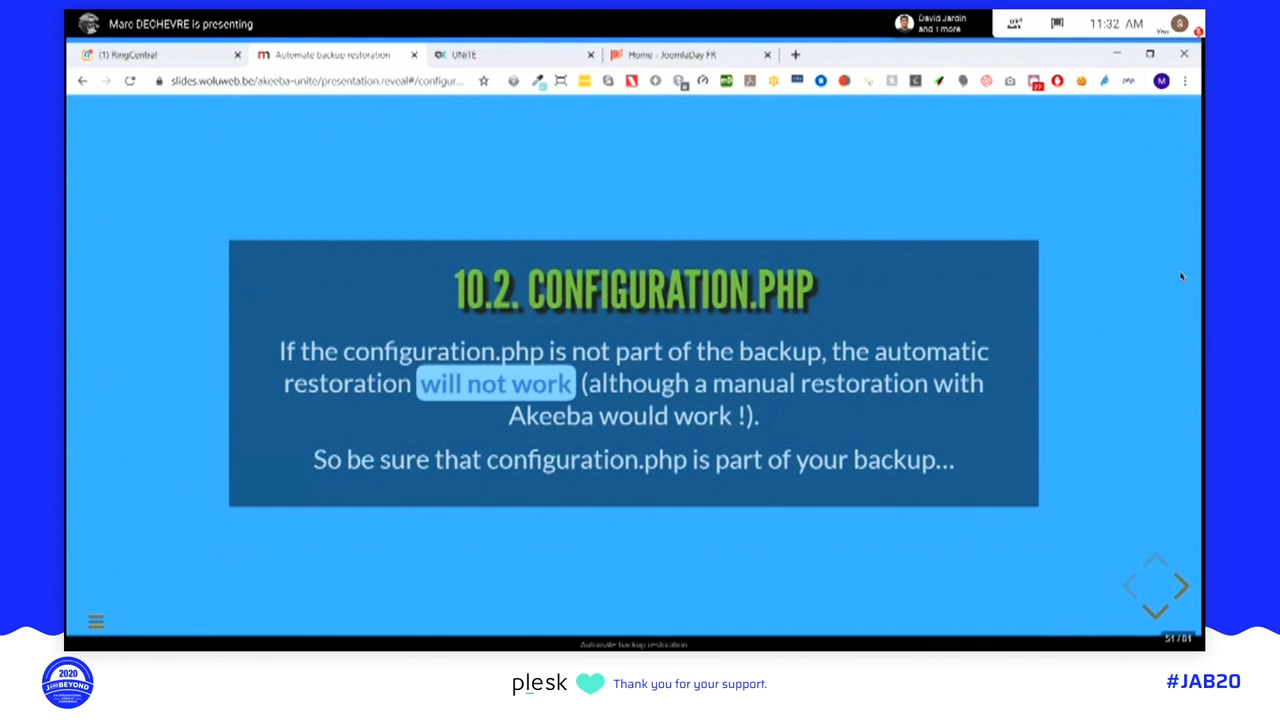 Marc DECHEVRE is presenting
David Jardin
and 1 more
11:32 AM
You
S
(1) RingCentral
Automate backup restoration
UNITE
Home - JoomlaDay FR
slides.woluweb.be/akeeba-unite/presentation.reveal#/configur...
M
10.2. CONFIGURATION.PHP
If the configuration.php is not part of the backup, the automatic
restoration will not work (although a manual restoration with
Akeeba would work !).
So be sure that configuration.php is part of your backup...
51 / 81
Automate backup restoration
2020
BEYOND
plesk
Thank you for your support.
#JAB20